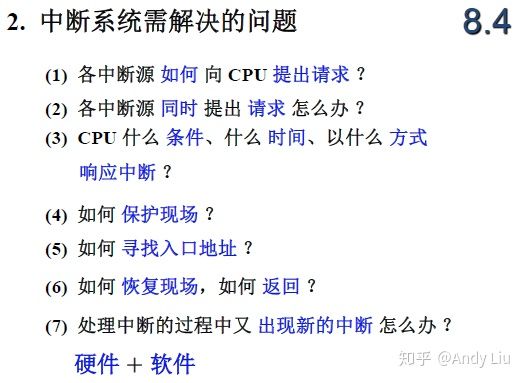 2. 中断系统需解决的问题
8.4
(1) 各中断源 如何 向 CPU 提出请求 ？
(2) 各中断源 同时 提出 请求 怎么办 ？
(3) CPU 什么 条件、什么 时间、以什么 方式
响应中断 ？
(4) 如何 保护现场 ？
(5) 如何 寻找入口地址 ？
(6) 如何 恢复现场，如何 返回 ？
(7) 处理中断的过程中又 出现新的中断 怎么办 ？
硬件 + 软件
知乎 @Andy Liu